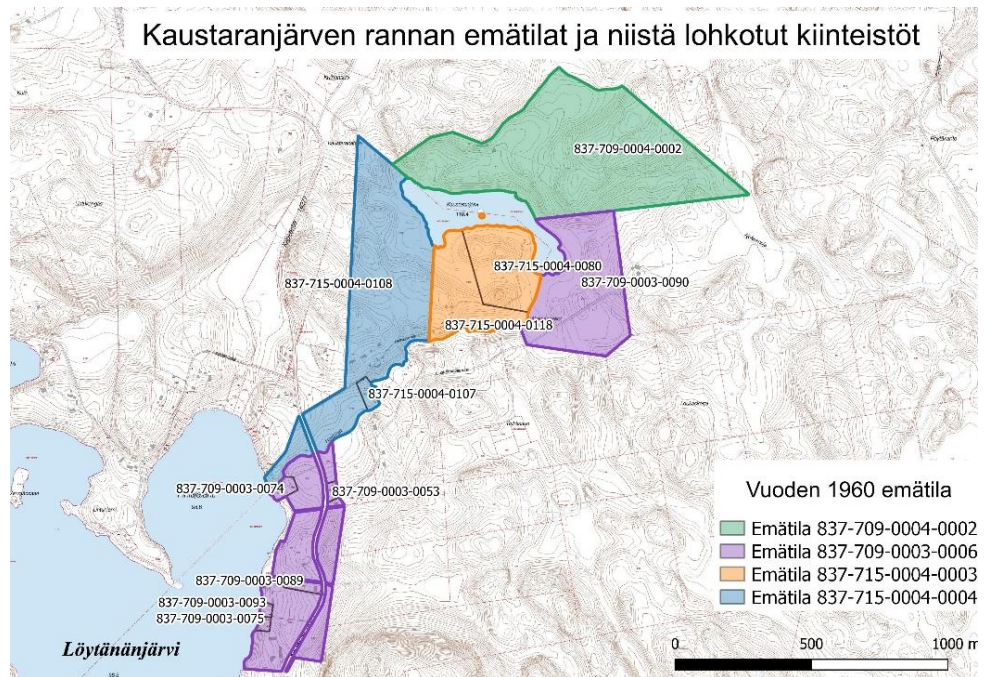 Kaustaranjärven rannan emätilat ja niistä lohkotut kiinteistöt
837-709-0004-0002
837-715-0004-0080
837-709-0003-0090
837-715-0004-0108
837-715-0004-0118
837-715-0004-0107
837-709-0003-0074
837-709-0003-0053
837-709-0003-0089
837-709-0003-0093
837-709-0003-0075
Löytänänjärvi
Vuoden 1960 emätila
Emätila 837-709-0004-0002
Emätila 837-709-0003-0006
Emätila 837-715-0004-0003
Emätila 837-715-0004-0004
0 500 1000 m